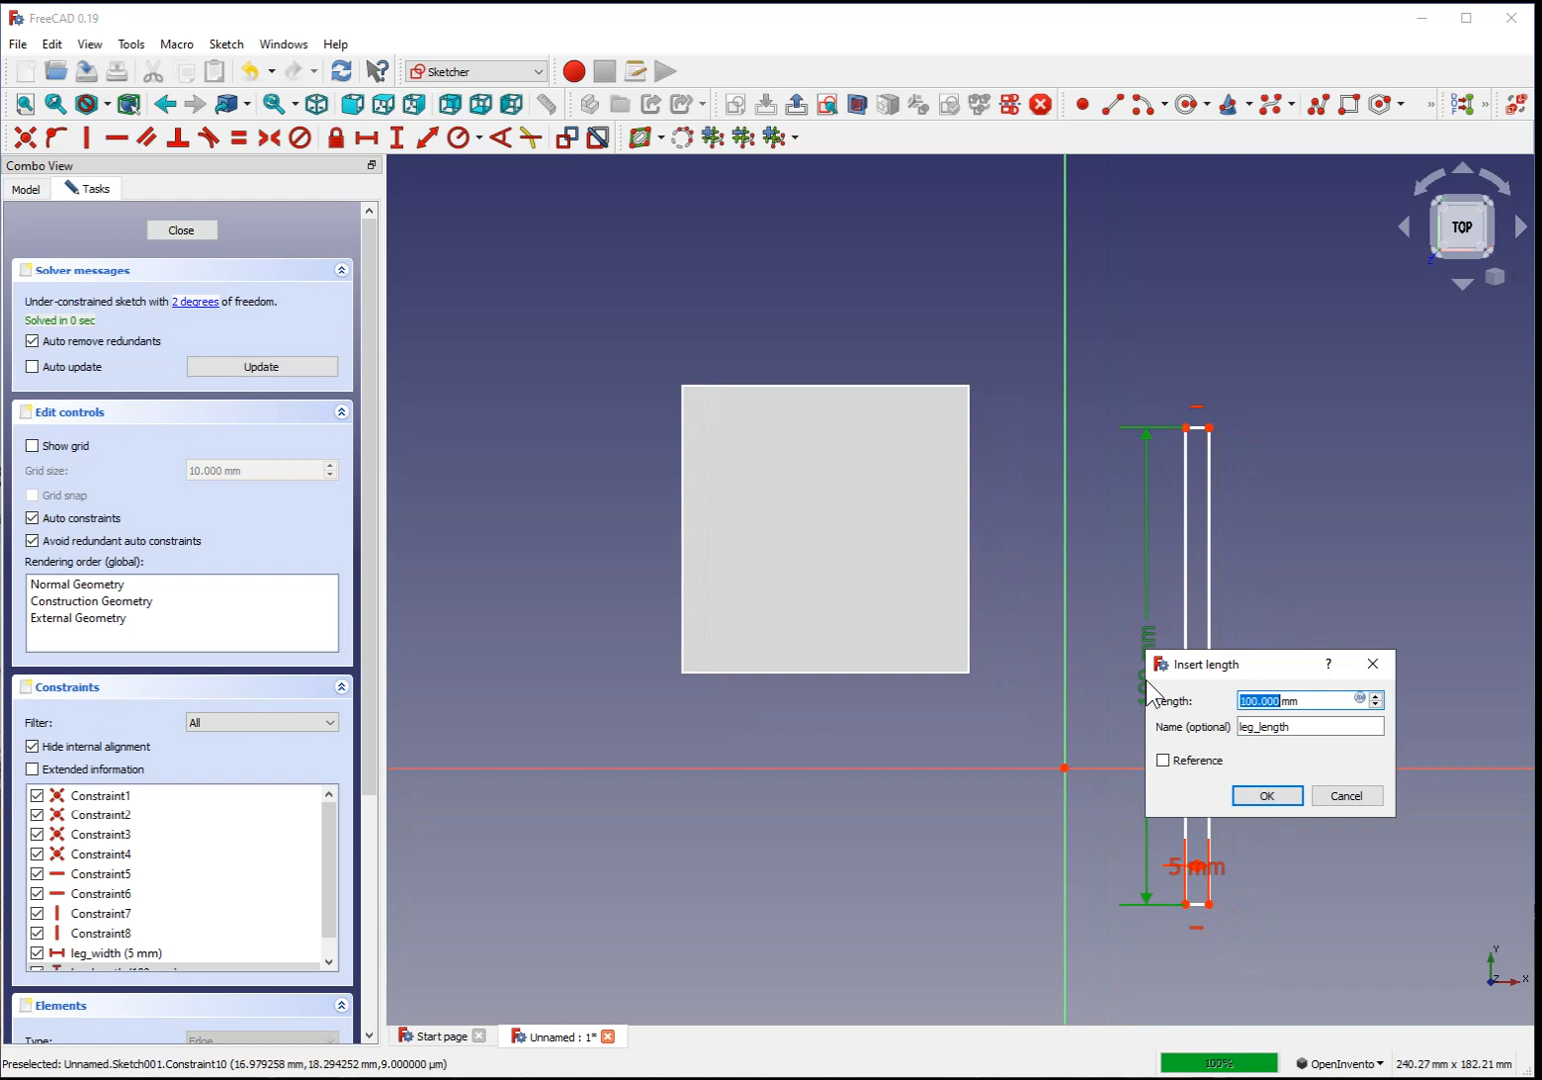 FreeCAD 0.19
File Edit View Tools Macro Sketch Windows Help
Sketcher
Combo View
Model Tasks
Close
Solver messages
Under-constrained sketch with 2 degrees of freedom.
Solved in 0 sec
Auto remove redundants
Auto update Update
Edit controls
Show grid
Grid size: 10.000 mm
Grid snap
Auto constraints
Avoid redundant auto constraints
Rendering order (global):
Normal Geometry
Construction Geometry
External Geometry
Constraints
Filter: All
Hide internal alignment
Extended information
Constraint1
Constraint2
Constraint3
Constraint4
Constraint5
Constraint6
Constraint7
Constraint8
leg_width (5 mm)
Elements
TOP
Insert length ?
Length: 100.000 mm
Name (optional) leg_length
Reference
OK Cancel
5 mm
Y
Z X
Start page Unnamed : 1*
Preselected: Unnamed.Sketch001.Constraint10 (16.979258 mm,18.294252 mm,9.000000 µm)
100% OpenInvento 240.27 mm x 182.21 mm